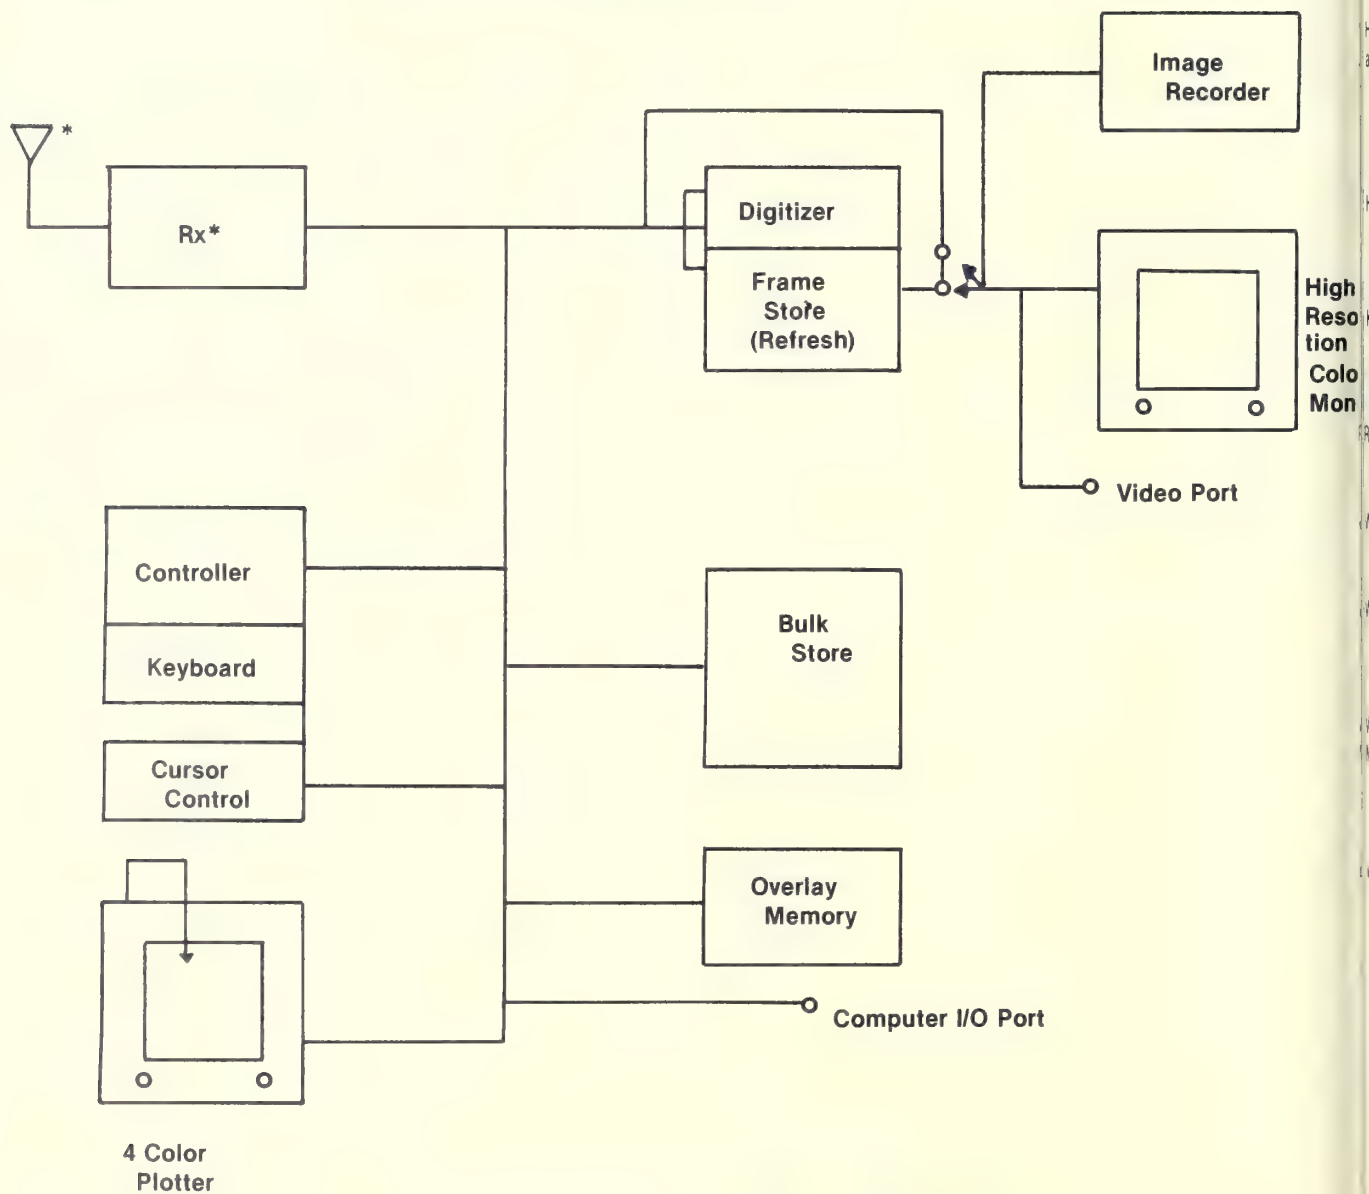 Image
Recorder
*
Rx*
Digitizer
Frame
Store
(Refresh)
High
Reso
tion
Colo
Mon
Video Port
Controller
Keyboard
Bulk
Store
Cursor
Control
Overlay
Memory
Computer I/O Port
4 Color
Plotter